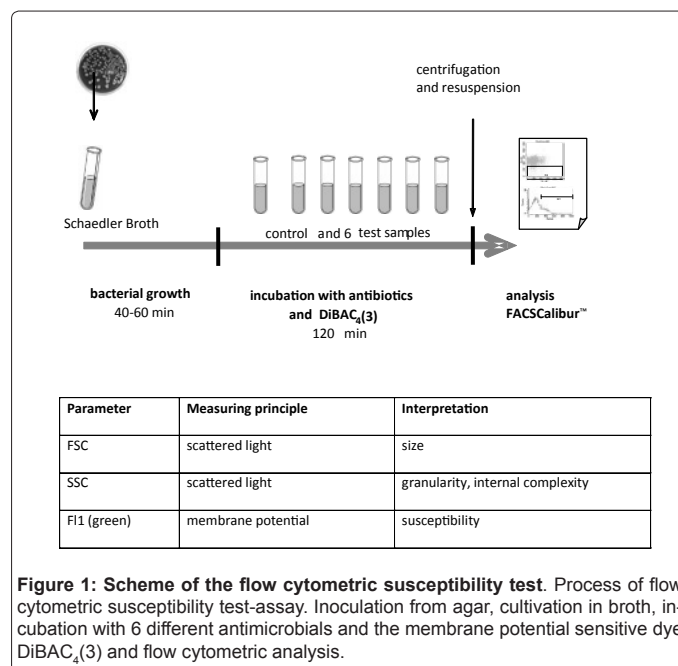 centrifugation
and resuspension
Schaedler Broth
control and 6 test samples
bacterial growth
40-60 min
incubation with antibiotics
and DiBAC₄(3)
120 min
analysis
FACSCalibur™
Parameter Measuring principle Interpretation
FSC scattered light size
SSC scattered light granularity, internal complexity
Fl1 (green) membrane potential susceptibility
Figure 1: Scheme of the flow cytometric susceptibility test. Process of flow
cytometric susceptibility test-assay. Inoculation from agar, cultivation in broth, in-
cubation with 6 different antimicrobials and the membrane potential sensitive dye
DiBAC₄(3) and flow cytometric analysis.